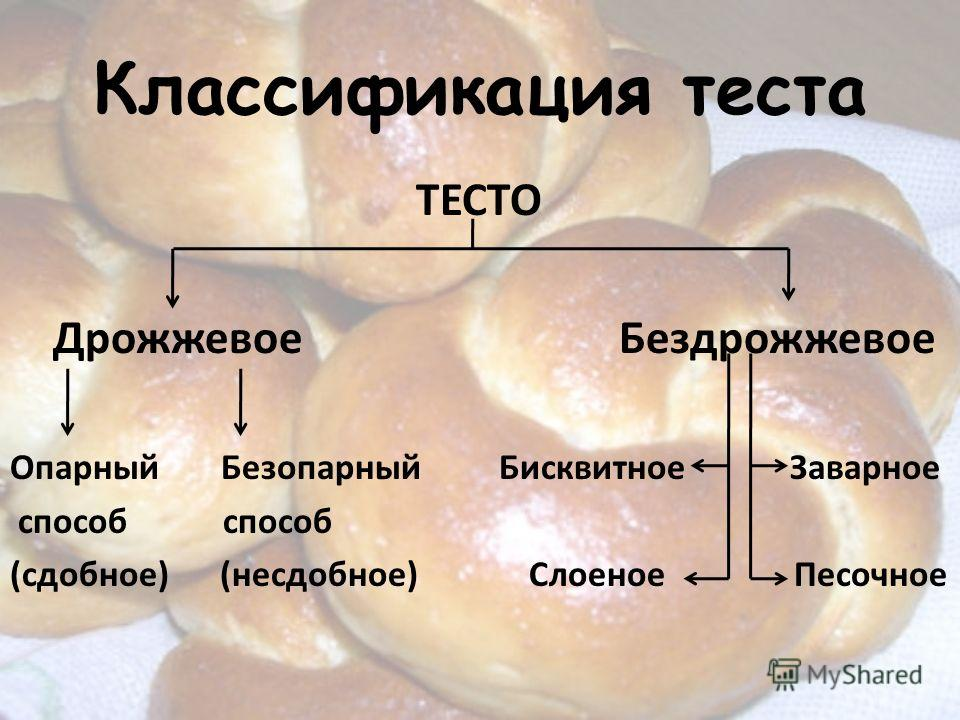 Классификация теста
ТЕСТО
Дрожжевое Бездрожжевое
Опарный Безопарный Бисквитное Заварное
способ способ
(сдобное) (несдобное) Слоеное Песочное
MyShared